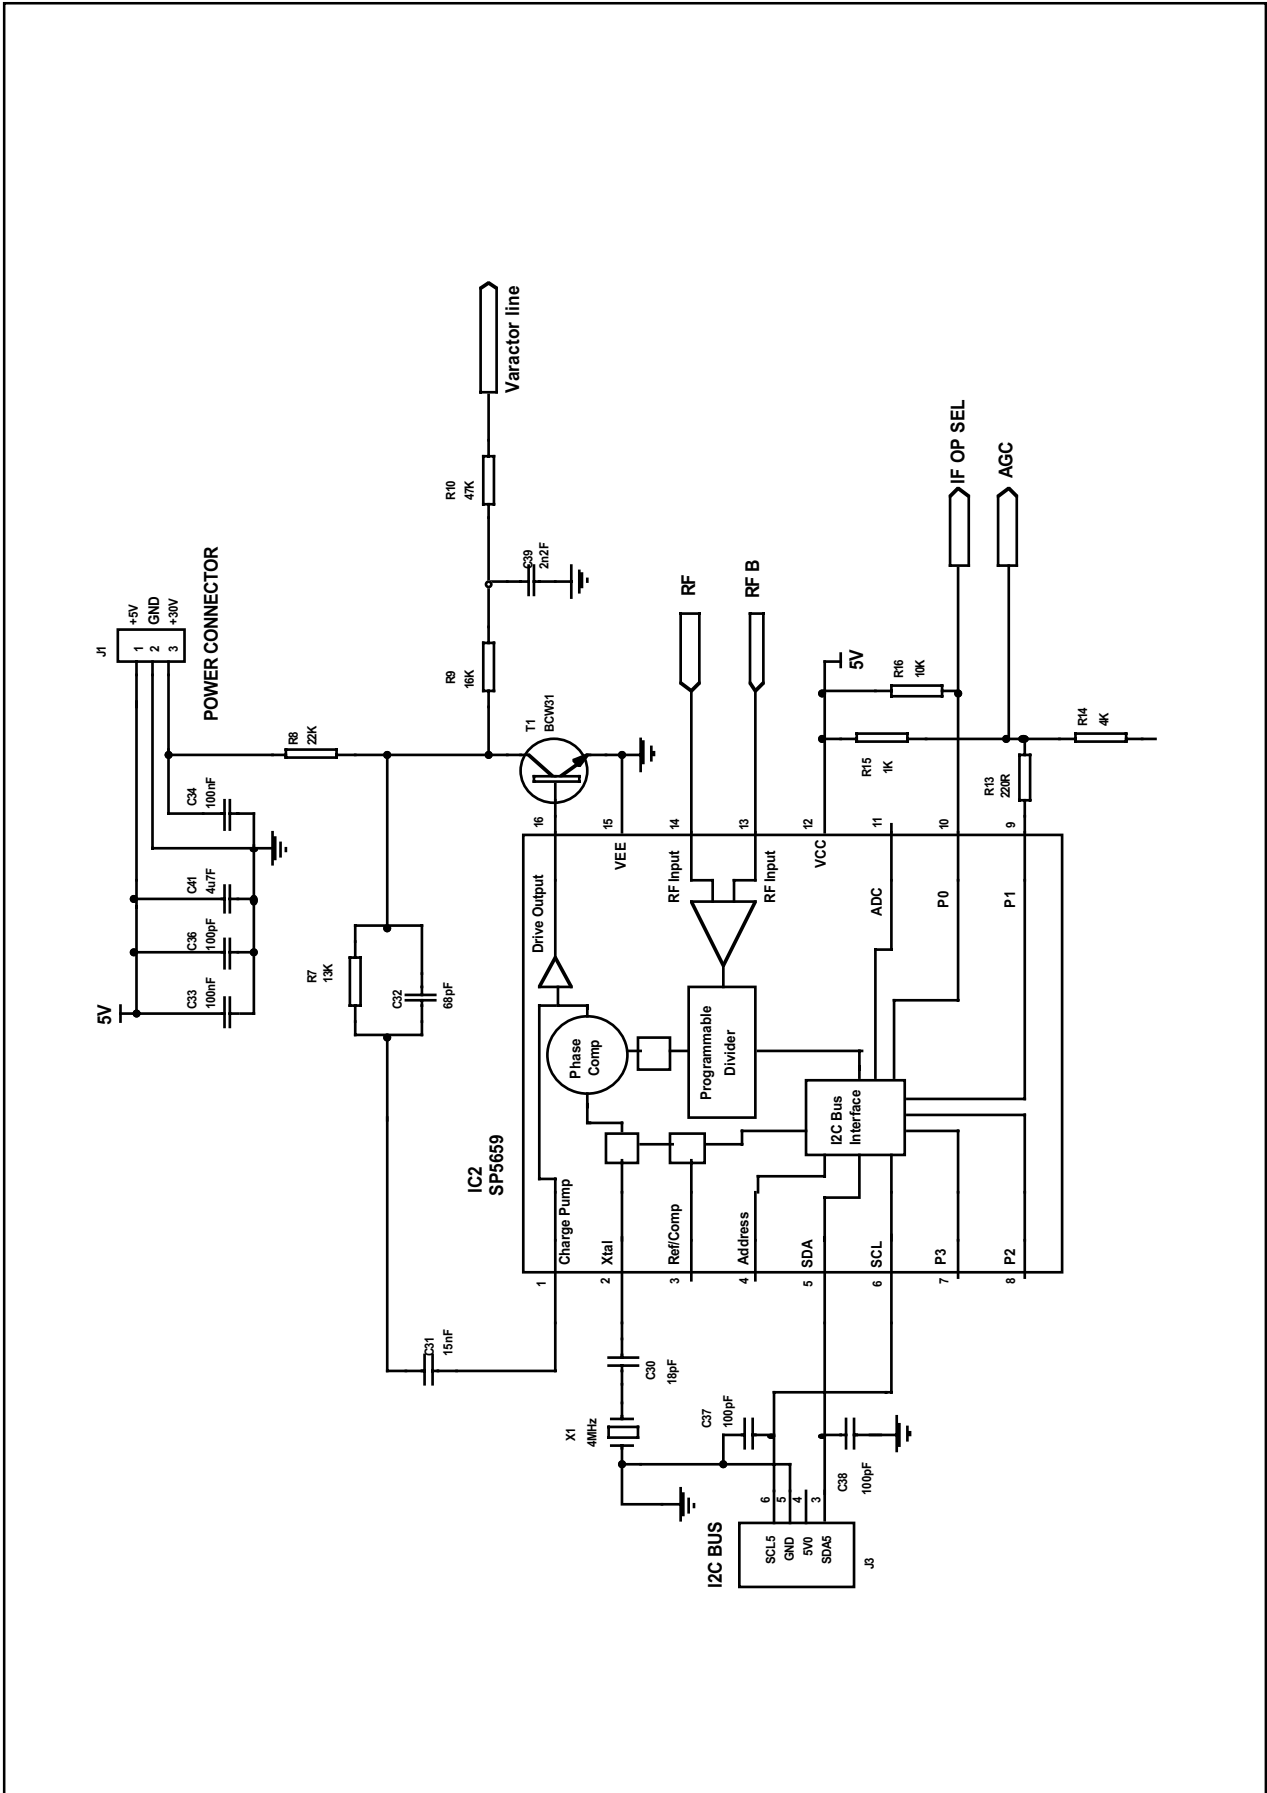 J1
+5V
GND
+30V
1
2
3
POWER CONNECTOR
5V
C33
100nF
C36
100pF
C41
4u7F
C34
100nF
R8
22K
R7
13K
C32
68pF
R9
16K
R10
47K
C39
2n2F
Varactor line
T1
BCW31
RF
RF B
5V
R16
10K
R15
1K
R13
220R
R14
4K
IF OP SEL
AGC
IC2
SP5659
16
15
14
13
12
11
10
9
Drive Output
VEE
RF Input
RF Input
VCC
ADC
P0
P1
Phase
Comp
Programmable
Divider
I2C Bus
Interface
Charge Pump
Xtal
Ref/Comp
Address
SDA
SCL
P3
P2
1
2
3
4
5
6
7
8
C31
15nF
C30
18pF
X1
4MHz
C37
100pF
C38
100pF
I2C BUS
SCL5
GND
5V0
SDA5
6
5
4
3
J3